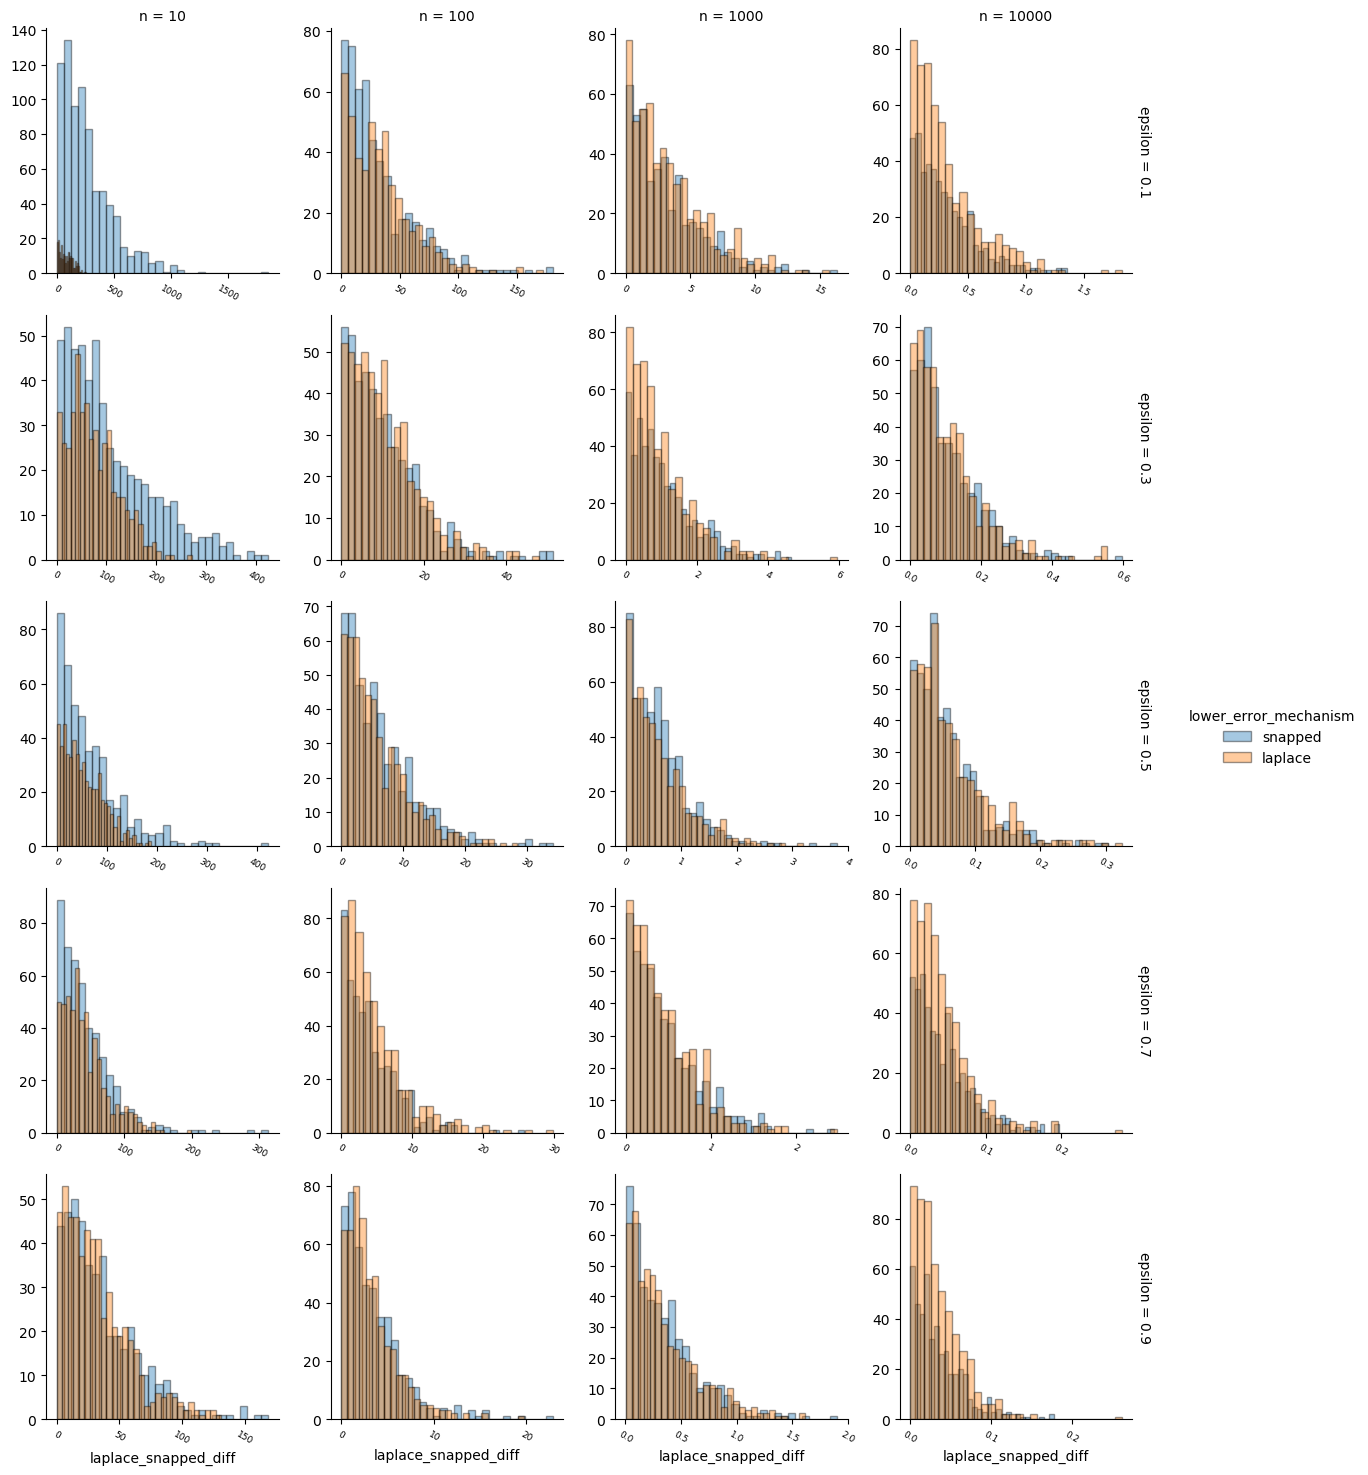 n = 10 n = 100 n = 1000 n = 10000
140 120 100 80 60 40 20 0
0 500 1000 1500
80 60 40 20 0
0 50 100 150
80 60 40 20 0
0 5 10 15
80 60 40 20 0
0.0 0.5 1.0 1.5
epsilon = 0.1
50 40 30 20 10 0
0 100 200 300 400
50 40 30 20 10 0
0 20 40
80 60 40 20 0
0 2 4 6
70 60 50 40 30 20 10 0
0.0 0.2 0.4 0.6
epsilon = 0.3
80 60 40 20 0
0 100 200 300 400
70 60 50 40 30 20 10 0
0 10 20 30
80 60 40 20 0
0 1 2 3 4
70 60 50 40 30 20 10 0
0.0 0.1 0.2 0.3
epsilon = 0.5
lower_error_mechanism
snapped
laplace
80 60 40 20 0
0 100 200 300
80 60 40 20 0
0 10 20 30
70 60 50 40 30 20 10 0
0 1 2
80 60 40 20 0
0.0 0.1 0.2
epsilon = 0.7
50 40 30 20 10 0
0 50 100 150
laplace_snapped_diff
80 60 40 20 0
0 10 20
laplace_snapped_diff
70 60 50 40 30 20 10 0
0.0 0.5 1.0 1.5 2.0
laplace_snapped_diff
80 60 40 20 0
0.0 0.1 0.2
laplace_snapped_diff
epsilon = 0.9